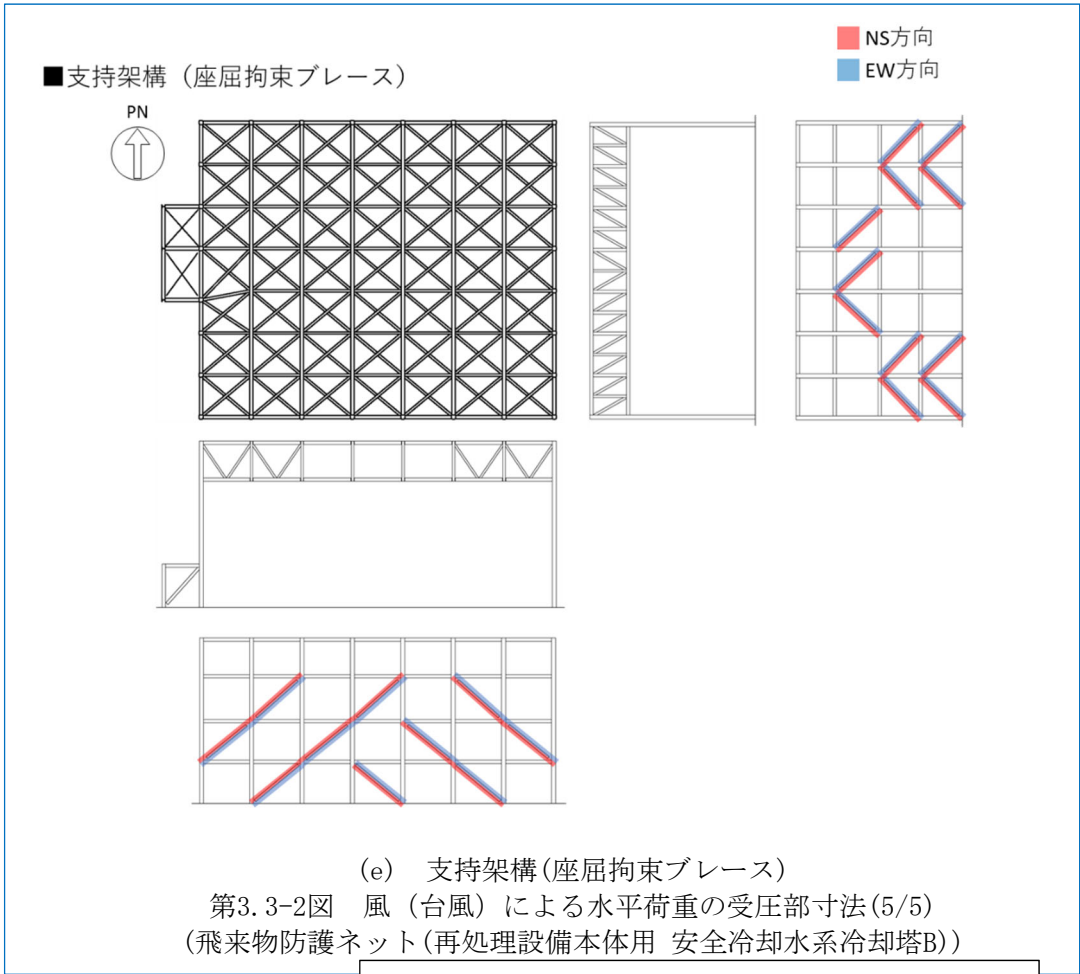 NS方向
EW方向
■支持架構（座屈拘束ブレース）
PN
(e)　支持架構(座屈拘束ブレース)
第3.3-2図　風（台風）による水平荷重の受圧部寸法(5/5)
(飛来物防護ネット(再処理設備本体用 安全冷却水系冷却塔B))